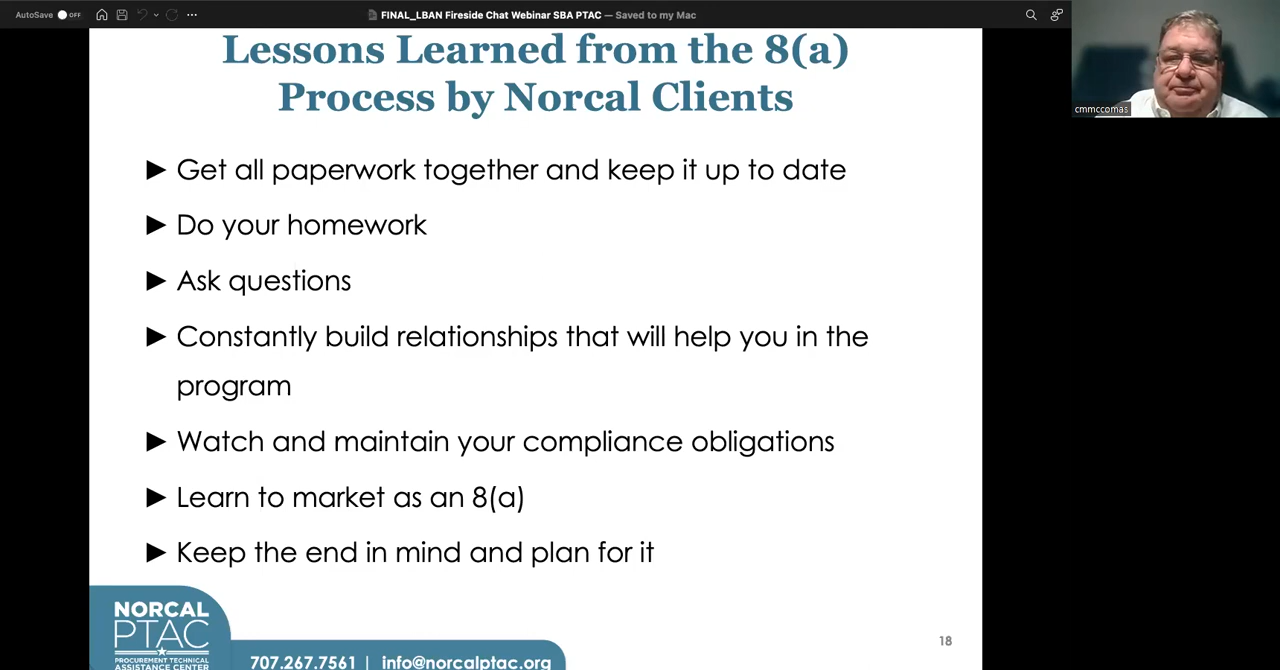 AutoSave OFF
FINAL_LBAN Fireside Chat Webinar SBA PTAC — Saved to my Mac
cmmccomas
Lessons Learned from the 8(a)
Process by Norcal Clients
► Get all paperwork together and keep it up to date
► Do your homework
► Ask questions
► Constantly build relationships that will help you in the
program
► Watch and maintain your compliance obligations
► Learn to market as an 8(a)
► Keep the end in mind and plan for it
NORCAL
PTAC
PROCUREMENT TECHNICAL
ASSISTANCE CENTER
707.267.7561 | info@norcalptac.org
18